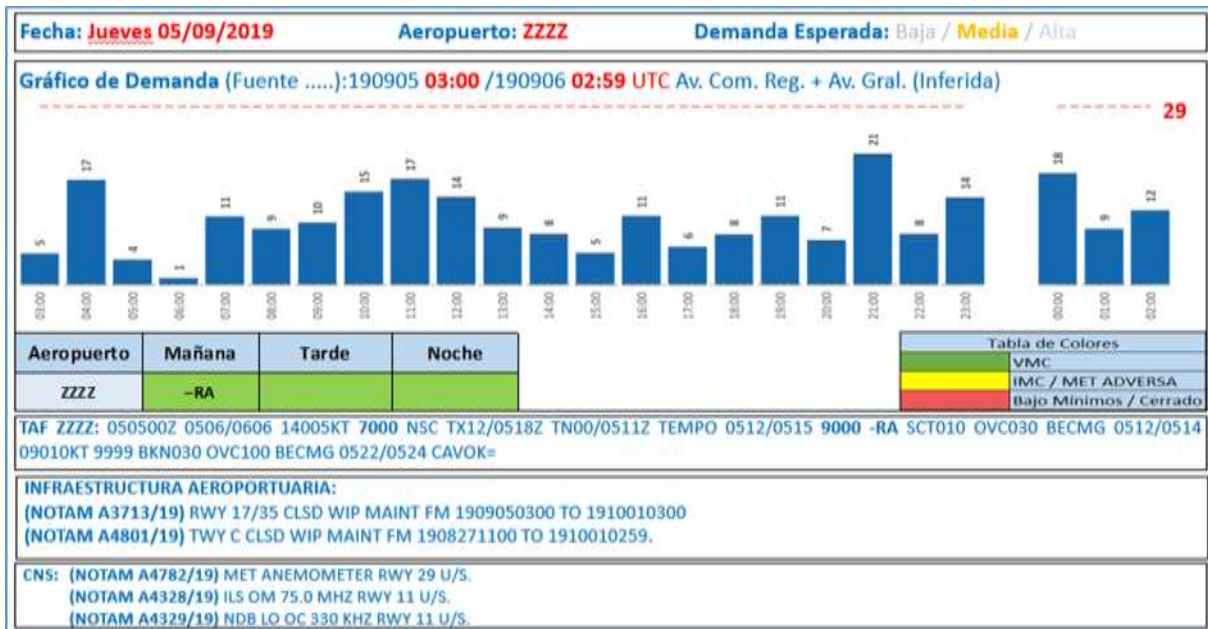 Fecha: Jueves 05/09/2019 Aeropuerto: ZZZZ Demanda Esperada: Baja / Media / Alta
Gráfico de Demanda (Fuente .....):190905 03:00 /190906 02:59 UTC Av. Com. Reg. + Av. Gral. (Inferida)
29
5 17 4 1 11 9 10 15 17 14 9 8 5 11 6 8 11 7 21 8 14 18 9 12
03:00 04:00 05:00 06:00 07:00 08:00 09:00 10:00 11:00 12:00 13:00 14:00 15:00 16:00 17:00 18:00 19:00 20:00 21:00 22:00 23:00 00:00 01:00 02:00
Aeropuerto Mañana Tarde Noche
ZZZZ –RA
Tabla de Colores
VMC
IMC / MET ADVERSA
Bajo Mínimos / Cerrado
TAF ZZZZ: 050500Z 0506/0606 14005KT 7000 NSC TX12/0518Z TN00/0511Z TEMPO 0512/0515 9000 -RA SCT010 OVC030 BECMG 0512/0514
09010KT 9999 BKN030 OVC100 BECMG 0522/0524 CAVOK=
INFRAESTRUCTURA AEROPORTUARIA:
(NOTAM A3713/19) RWY 17/35 CLSD WIP MAINT FM 1909050300 TO 1910010300
(NOTAM A4801/19) TWY C CLSD WIP MAINT FM 1908271100 TO 1910010259.
CNS: (NOTAM A4782/19) MET ANEMOMETER RWY 29 U/S.
(NOTAM A4328/19) ILS OM 75.0 MHZ RWY 11 U/S.
(NOTAM A4329/19) NDB LO OC 330 KHZ RWY 11 U/S.